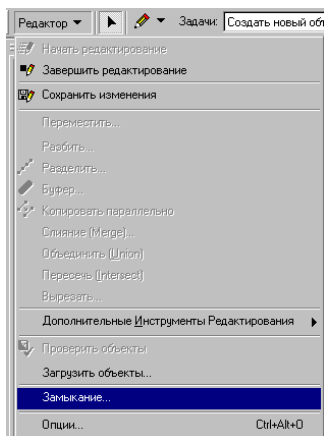 Редактор Задачи: Создать новый об
Начать редактирование
Завершить редактирование
Сохранить изменения
Переместить...
Разбить...
Разделить...
Буфер...
Копировать параллельно
Слияние (Merge)...
Объединить (Union)
Пересечь (Intersect)
Вырезать...
Дополнительные Инструменты Редактирования
Проверить объекты
Загрузить объекты...
Замыкание...
Опции... Ctrl+Alt+O